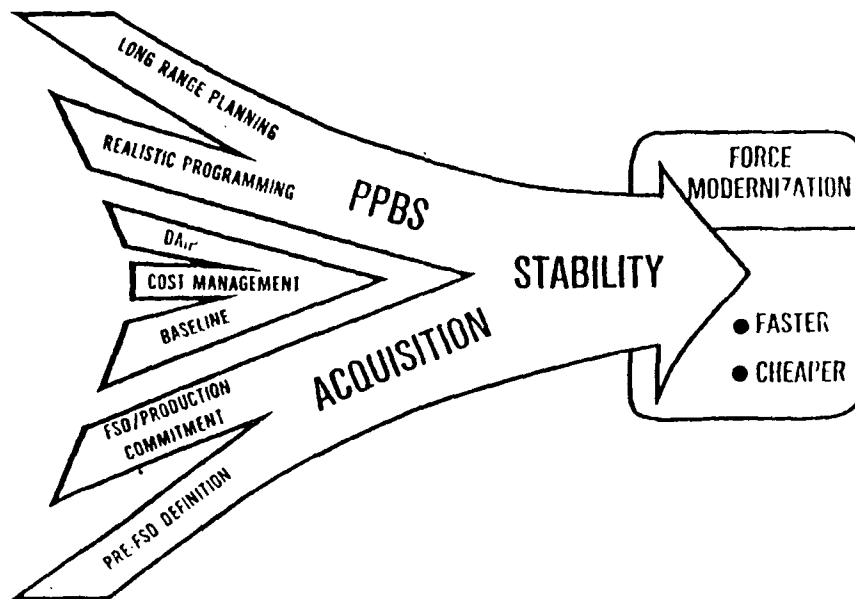 LONG RANGE PLANNING
REALISTIC PROGRAMMING
COST MANAGEMENT
BASELINE
FSD/PRODUCTION
COMMITMENT
PRE-FSD DEFINITION
PPBS
ACQUISITION
STABILITY
FORCE
MODERNIZATION
● FASTER
● CHEAPER